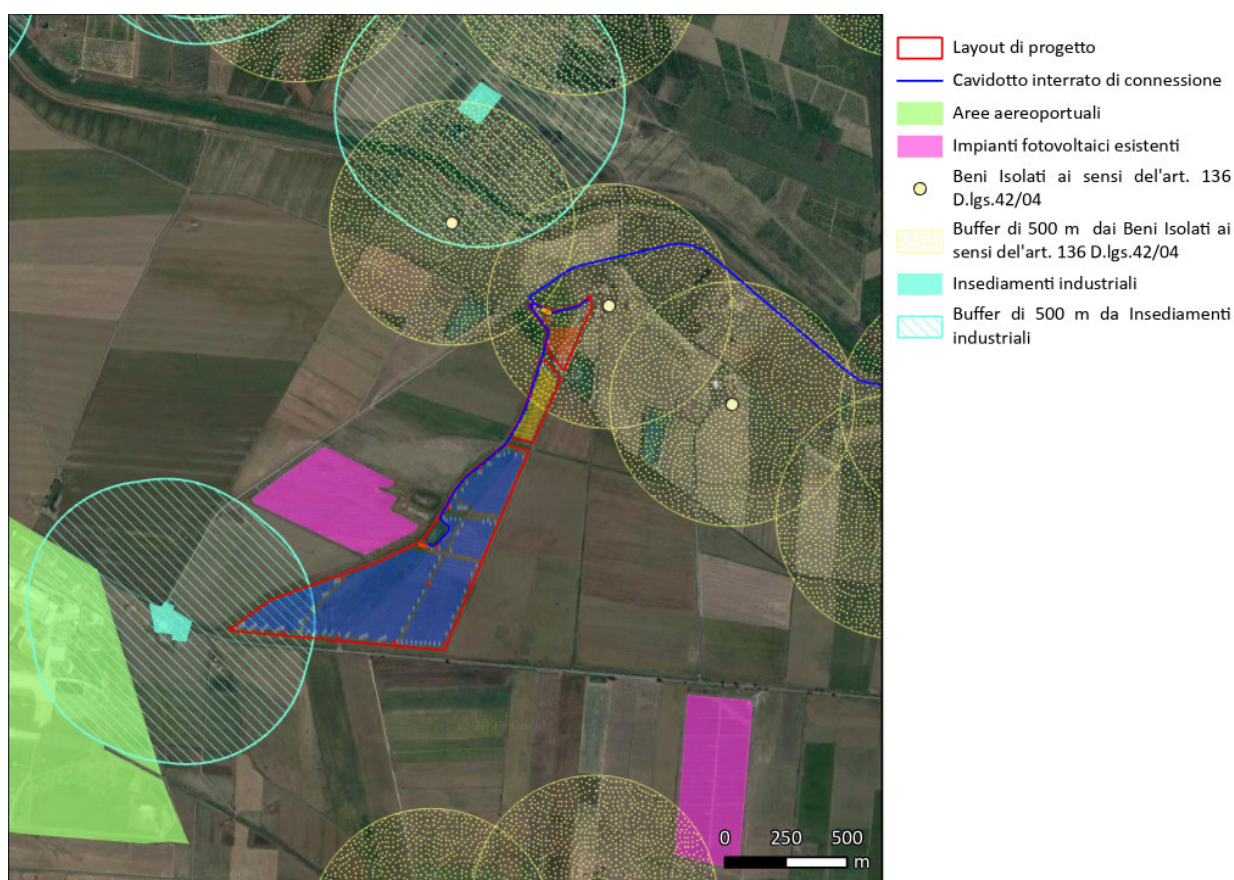 Layout di progetto
Cavidotto interrato di connessione
Aree aereoportuali
Impianti fotovoltaici esistenti
Beni Isolati ai sensi del'art. 136
D.lgs.42/04
Buffer di 500 m dai Beni Isolati ai
sensi del'art. 136 D.lgs.42/04
Insediamenti industriali
Buffer di 500 m da Insediamenti
industriali
0 250 500
m